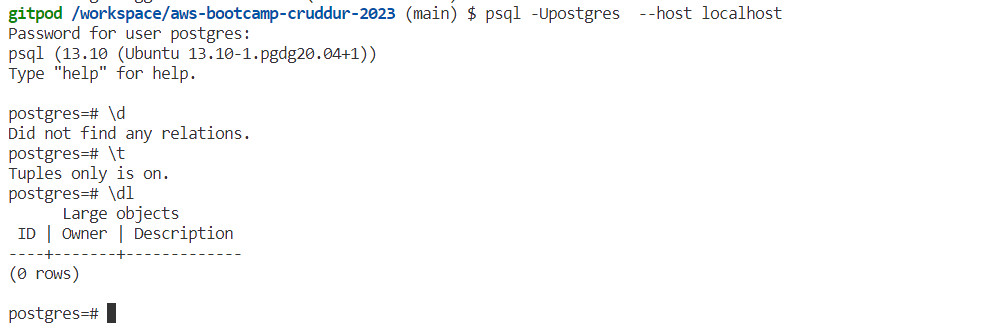 gitpod /workspace/aws-bootcamp-cruddur-2023 (main) $ psql -Upostgres  --host localhost
Password for user postgres:
psql (13.10 (Ubuntu 13.10-1.pgdg20.04+1))
Type "help" for help.
postgres=# \d
Did not find any relations.
postgres=# \t
Tuples only is on.
postgres=# \dl
      Large objects
 ID | Owner | Description
----+-------+-------------
(0 rows)
postgres=#